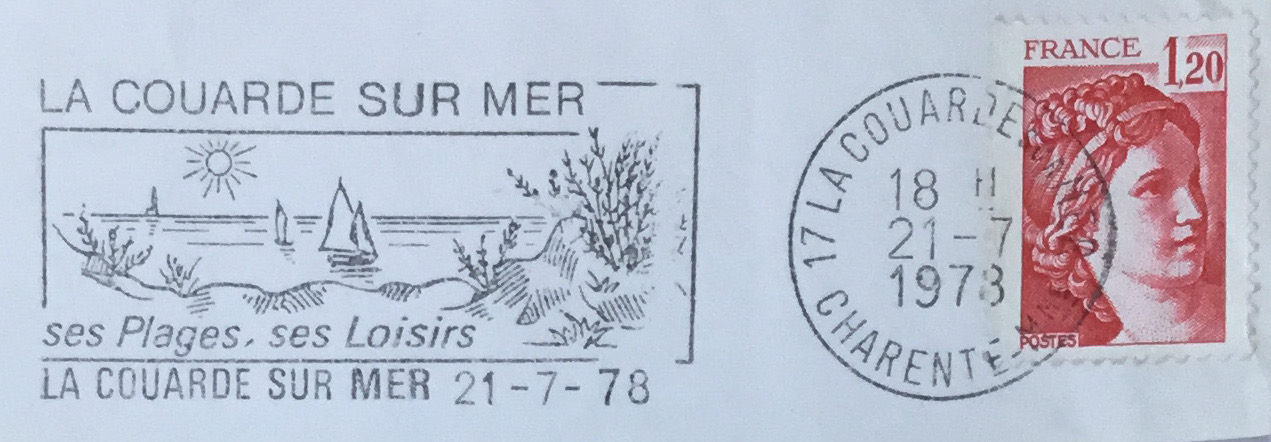 LA COUARDE SUR MER
ses Plages, ses Loisirs
LA COUARDE SUR MER 21-7-78
17 LA COUARDE
18 H
21-7
1978
CHARENTE-MME
FRANCE 1,20
POSTES